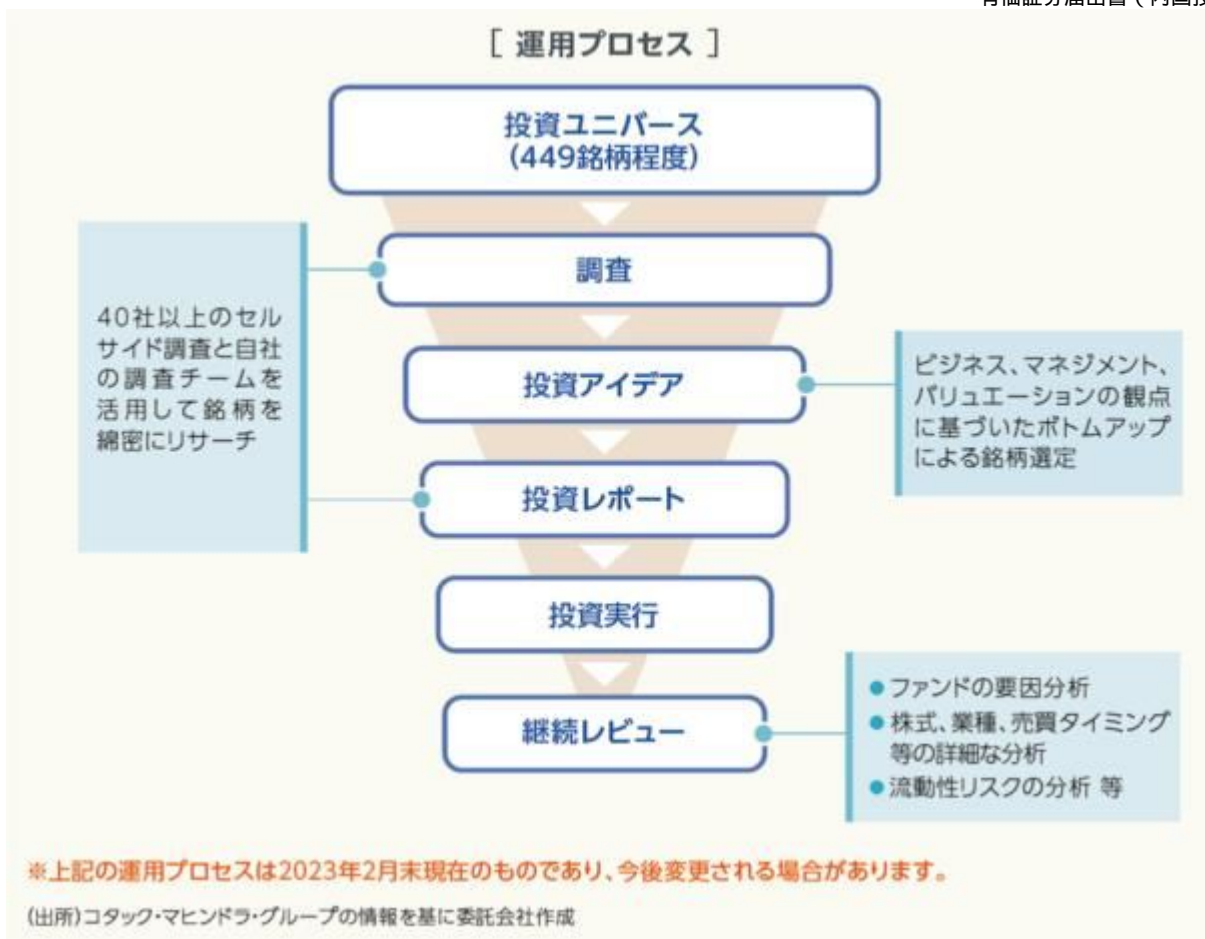 [ 運用プロセス ]
投資ユニバース
(449銘柄程度)
調査
40社以上のセル
サイド調査と自社
の調査チームを
活用して銘柄を
綿密にリサーチ
投資アイデア
ビジネス、マネジメント、
バリュエーションの観点
に基づいたボトムアップ
による銘柄選定
投資レポート
投資実行
継続レビュー
●ファンドの要因分析
●株式、業種、売買タイミング
等の詳細な分析
●流動性リスクの分析 等
※上記の運用プロセスは2023年2月末現在のものであり、今後変更される場合があります。
(出所)コタック・マヒンドラ・グループの情報を基に委託会社作成